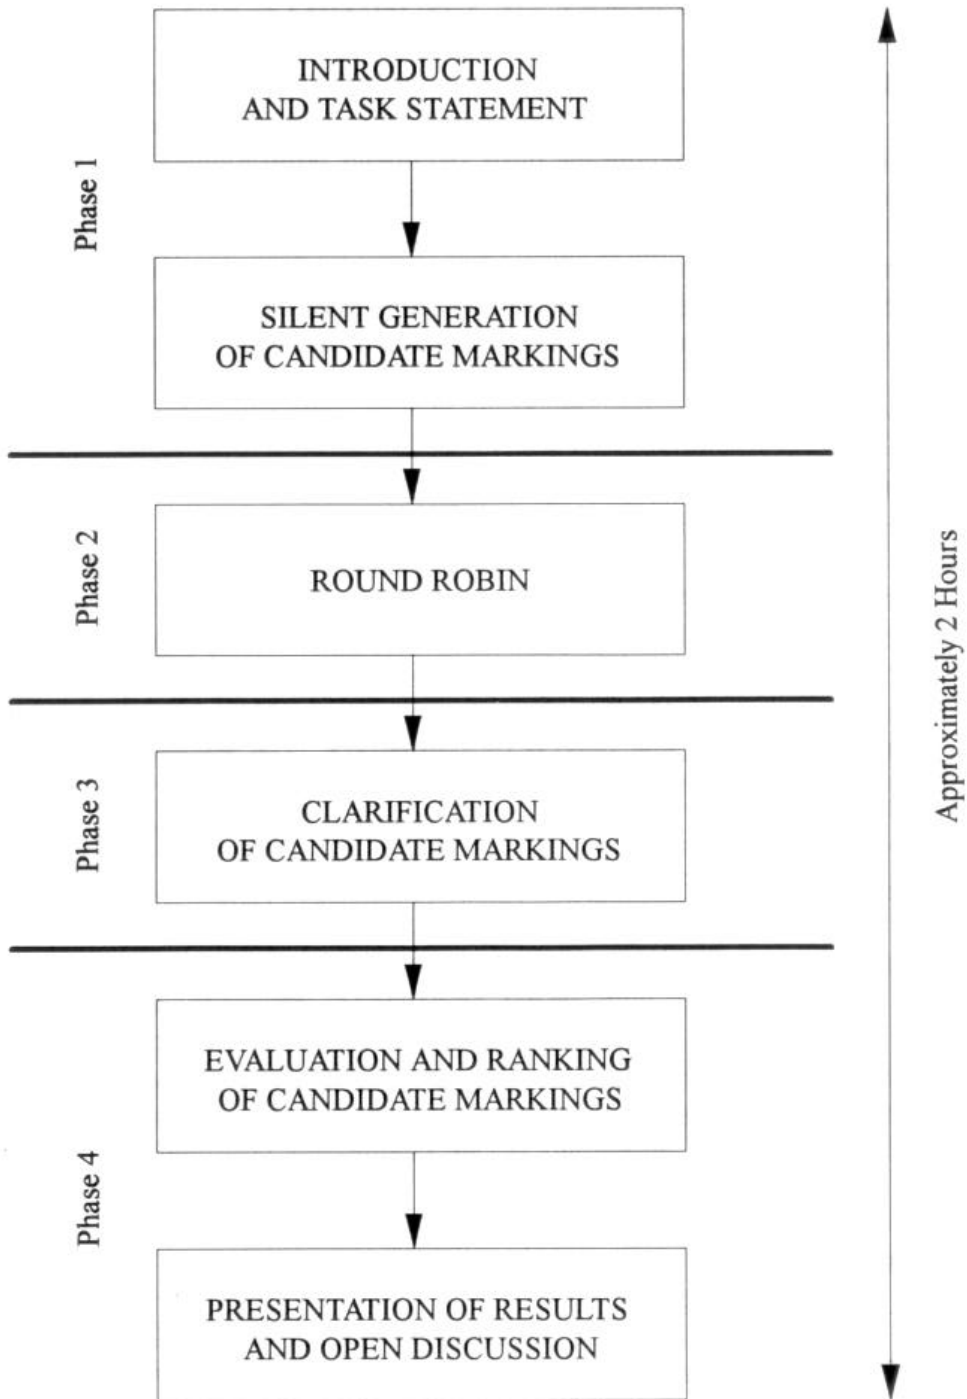 INTRODUCTION
AND TASK STATEMENT
Phase 1
SILENT GENERATION
OF CANDIDATE MARKINGS
Phase 2
ROUND ROBIN
Approximately 2 Hours
Phase 3
CLARIFICATION
OF CANDIDATE MARKINGS
EVALUATION AND RANKING
OF CANDIDATE MARKINGS
Phase 4
PRESENTATION OF RESULTS
AND OPEN DISCUSSION